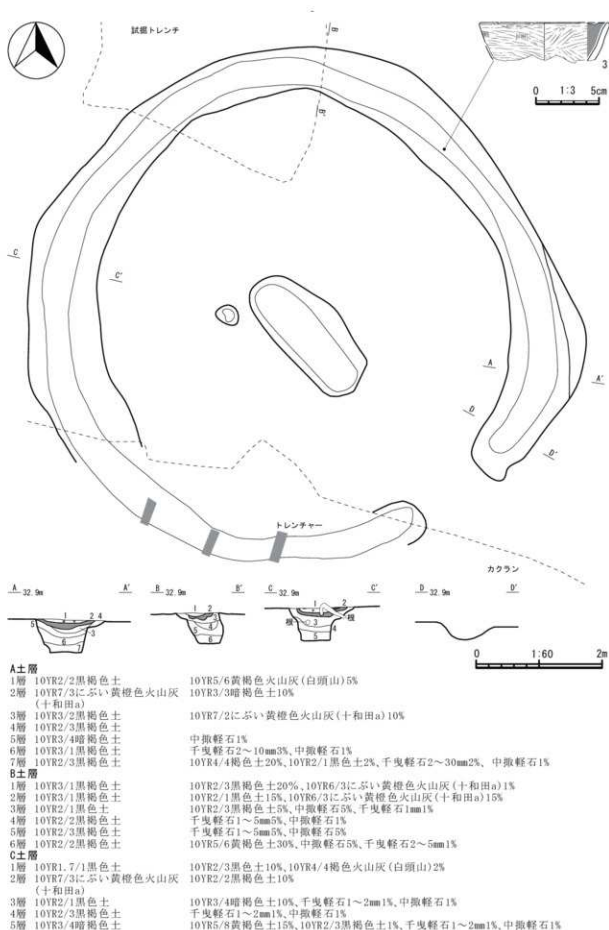 試掘トレンチ
B
B'
3
0 1:3 5cm
C
C'
A
A'
D
D'
トレンチャー
カクラン
A 32.9m A' B 32.9m B' C 32.9m C' D 32.9m D'
1 2 4
5 3
6
7
1 2
3
4
5
6
1 2
根 根
3
4
5
0 1:60 2m
A土層
1層 10YR2/2黒褐色土 10YR5/6黄褐色火山灰(白頭山)5%
2層 10YR7/3にぶい黄橙色火山灰 10YR3/3暗褐色土10%
(十和田a)
3層 10YR3/2黒褐色土 10YR7/2にぶい黄橙色火山灰(十和田a)10%
4層 10YR2/3黒褐色土
5層 10YR3/4暗褐色土 中掫軽石1%
6層 10YR3/1黒褐色土 千曳軽石2～10㎜3%、中掫軽石1%
7層 10YR2/3黒褐色土 10YR4/4褐色土20%、10YR2/1黒色土2%、千曳軽石2～30㎜2%、 中掫軽石1%
B土層
1層 10YR3/1黒褐色土 10YR2/3黒褐色土20%、10YR6/3にぶい黄橙色火山灰(十和田a)1%
2層 10YR3/1黒褐色土 10YR2/1黒色土15%、10YR6/3にぶい黄橙色火山灰(十和田a)15%
3層 10YR2/1黒色土 10YR2/3黒褐色土5%、中掫軽石5%、千曳軽石1㎜1%
4層 10YR2/2黒褐色土 千曳軽石1～5㎜5%、中掫軽石1%
5層 10YR2/3黒褐色土 千曳軽石1～5㎜5%、中掫軽石5%
6層 10YR2/2黒褐色土 10YR5/6黄褐色土30%、中掫軽石5%、千曳軽石2～5㎜1%
C土層
1層 10YR1.7/1黒色土 10YR2/3黒褐色土10%、10YR4/4褐色火山灰(白頭山)2%
2層 10YR7/3にぶい黄橙色火山灰 10YR2/2黒褐色土10%
(十和田a)
3層 10YR2/1黒色土 10YR3/4暗褐色土10%、千曳軽石1～2㎜1%、中掫軽石1%
4層 10YR2/3黒褐色土 千曳軽石1～2㎜1%、中掫軽石1%
5層 10YR3/4暗褐色土 10YR5/8黄褐色土15%、10YR2/3黒褐色土1%、千曳軽石1～2㎜1%、中掫軽石1%